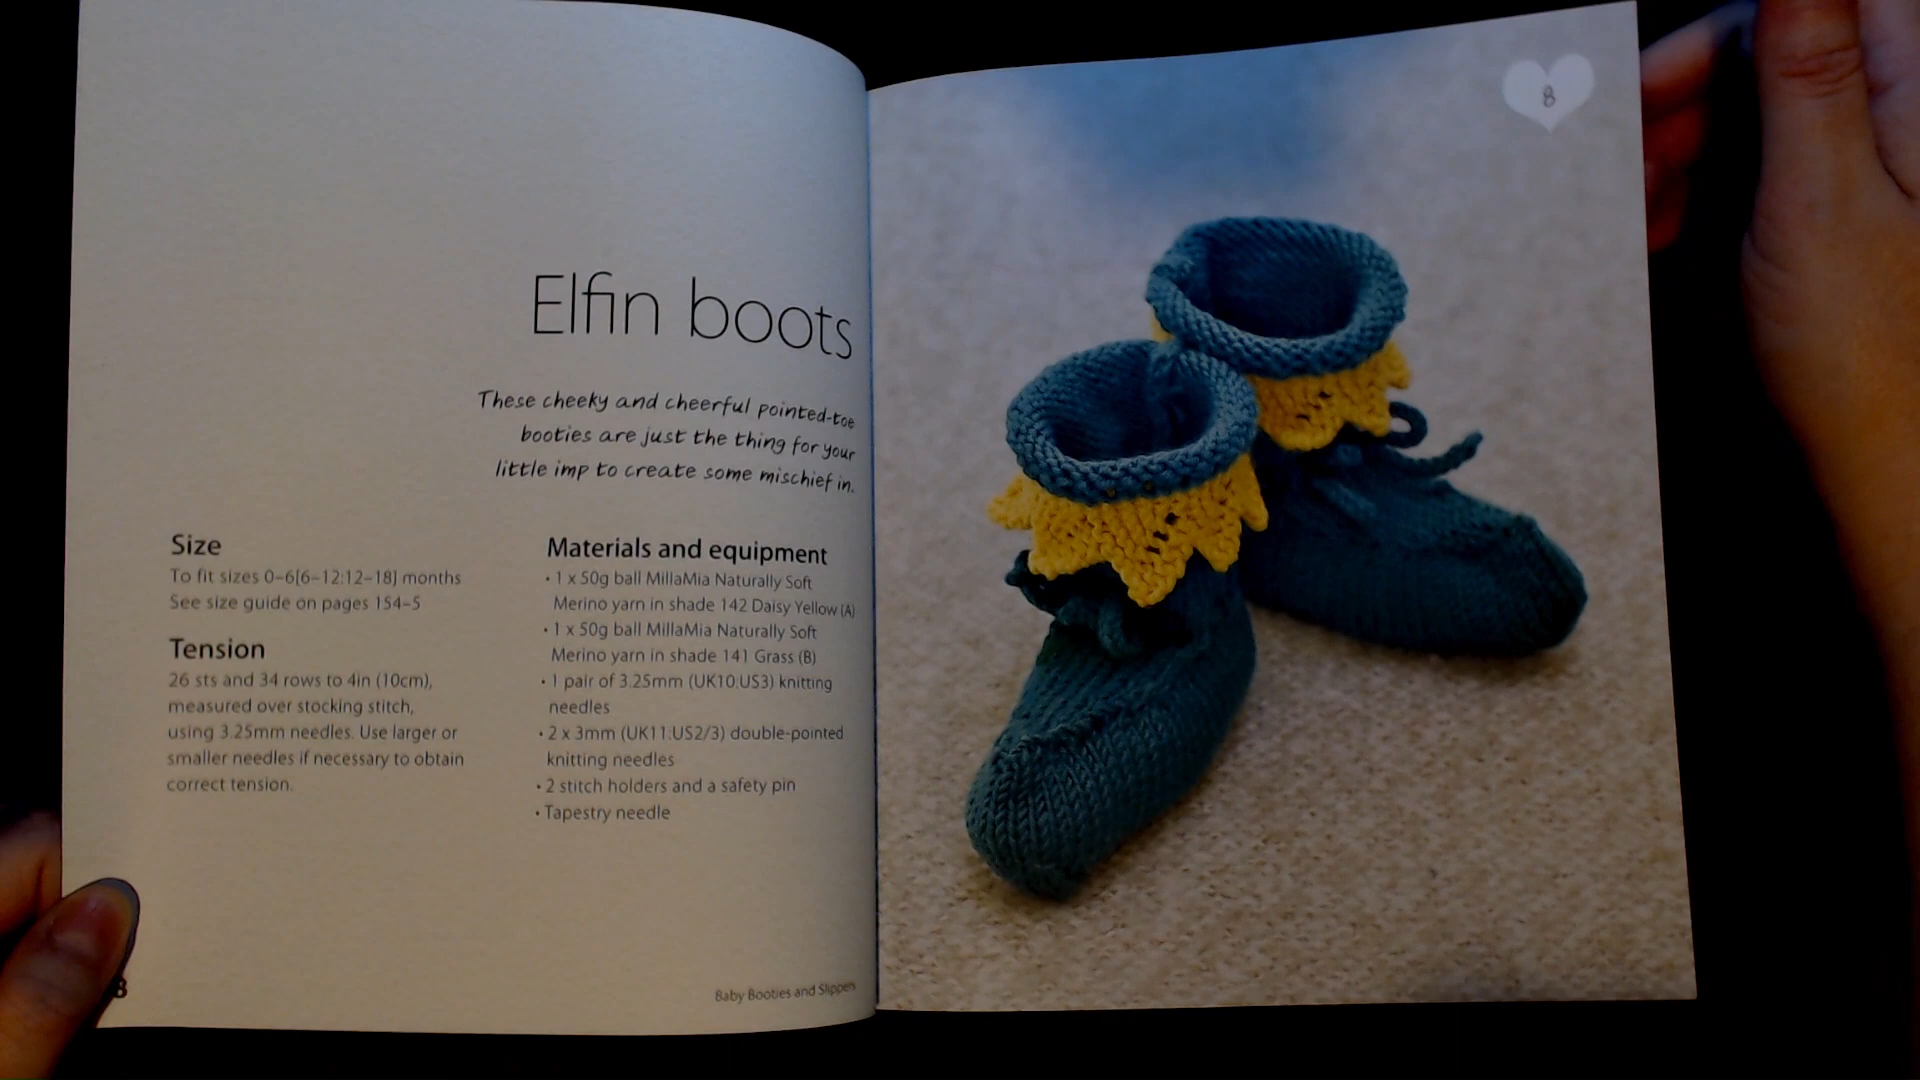 8
Elfin boots
These cheeky and cheerful pointed-toe
booties are just the thing for your
little imp to create some mischief in.
Size
To fit sizes 0–6[6–12:12–18] months
See size guide on pages 154–5
Tension
26 sts and 34 rows to 4in (10cm),
measured over stocking stitch,
using 3.25mm needles. Use larger or
smaller needles if necessary to obtain
correct tension.
Materials and equipment
• 1 x 50g ball MillaMia Naturally Soft
Merino yarn in shade 142 Daisy Yellow (A)
• 1 x 50g ball MillaMia Naturally Soft
Merino yarn in shade 141 Grass (B)
• 1 pair of 3.25mm (UK10:US3) knitting
needles
• 2 x 3mm (UK11:US2/3) double-pointed
knitting needles
• 2 stitch holders and a safety pin
• Tapestry needle
Baby Booties and Slippers